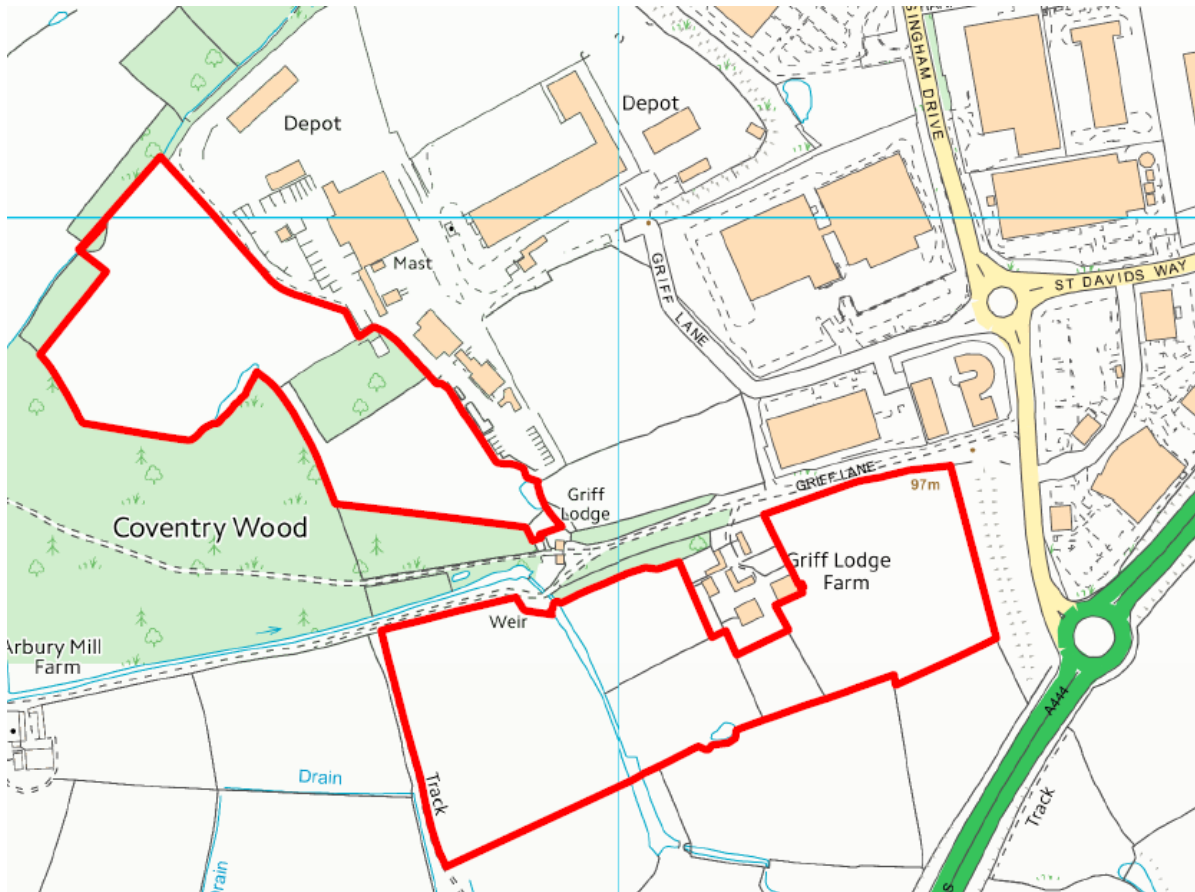 SINGHAM DRIVE
Depot
Depot
Mast
GRIFF LANE
ST DAVIDS WAY
Griff
Lodge
GRIFF LANE
97m
Coventry Wood
Griff Lodge
Farm
Weir
Arbury Mill
Farm
A444
Drain
Track
Track
Drain
S